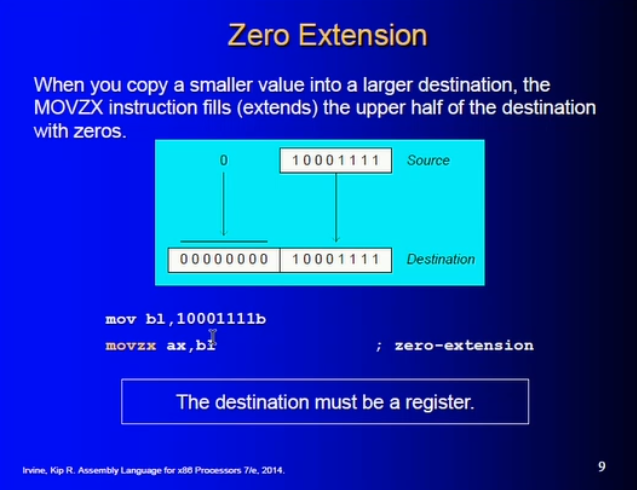 Zero Extension
When you copy a smaller value into a larger destination, the
MOVZX instruction fills (extends) the upper half of the destination
with zeros.
0 10001111 Source
00000000 10001111 Destination
mov bl,10001111b
movzx ax,bl ; zero-extension
The destination must be a register.
Irvine, Kip R. Assembly Language for x86 Processors 7/e, 2014. 9